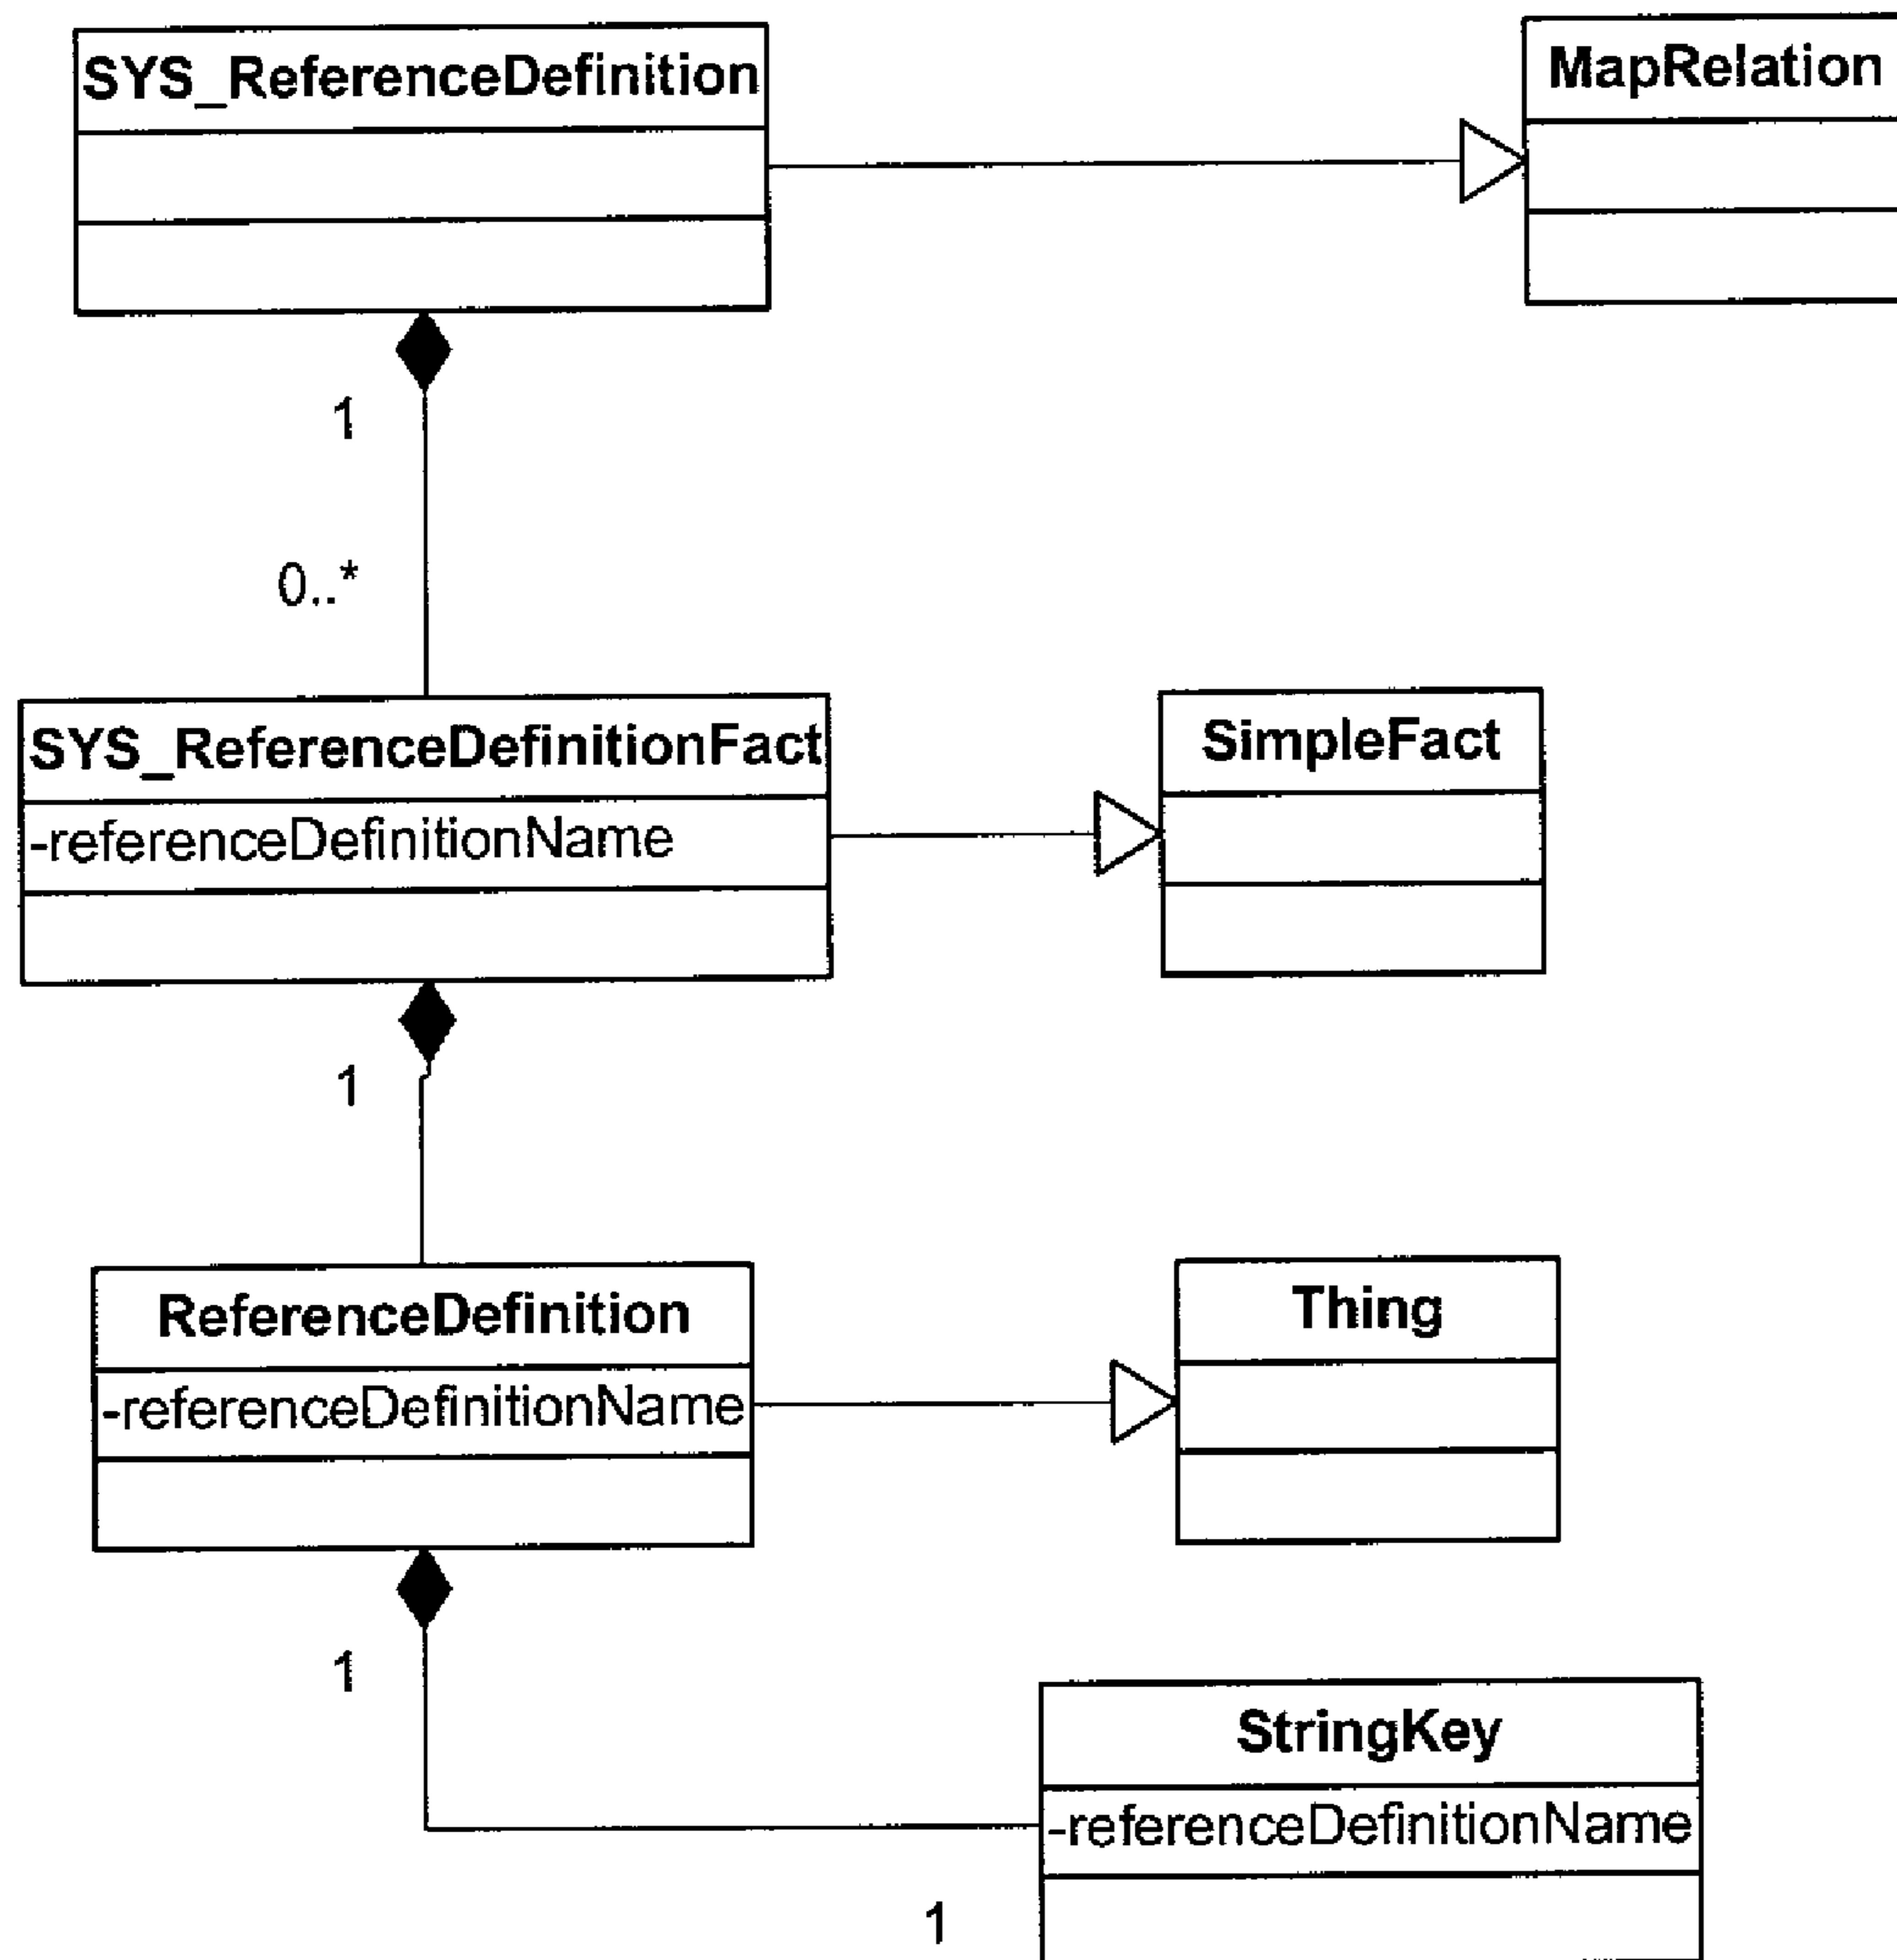 SYS_ReferenceDefinition
MapRelation
1
0..*
SYS_ReferenceDefinitionFact
-referenceDefinitionName
SimpleFact
1
ReferenceDefinition
-referenceDefinitionName
Thing
1
StringKey
-referenceDefinitionName
1